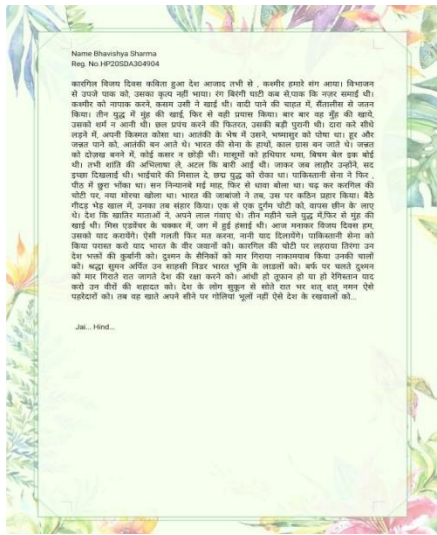 Name Bhavishya Sharma
Reg. No.HP20SDA304904
कारगिल विजय दिवस कविता हुआ देश आजाद तभी से , कश्मीर हमारे संग आया। विभाजन
से उपजे पाक को, उसका कृत्य नहीं भाया। रंग बिरंगी घाटी कब से,पाक कि नज़र समाई थी।
कश्मीर को नापाक करने, कसम उसी ने खाई थी। वादी पाने की चाहत में, सैंतालीस से जतन
किया। तीन युद्ध में मुंह की खाई, फिर से वही प्रयास किया। बार बार वह मुँह की खाये,
उसको शर्म न आनी थी। छल प्रपंच करने की फितरत, उसकी बड़ी पुरानी थी। दारा करे सीधे
लड़ने में, अपनी किस्मत कोसा था। आतंकी के भेष में उसने, भष्मासुर को पोषा था। हूर और
जन्नत पाने को, आतंकी बन आते थे। भारत की सेना के हाथों, काल ग्रास बन जाते थे। जन्नत
को दोज़ख बनने में, कोई कसर न छोड़ी थी। मासूमों को हथियार थमा, बिषम बेल इक बोई
थी। तभी शांति की अभिलाषा ले, अटल कि बारी आई थी। जाकर जब लाहौर उन्होंने, सद
इच्छा दिखलाई थी। भाईचारे की मिसाल दे, छद्म युद्ध को रोका था। पाकिस्तानी सेना ने फिर ,
पीठ में छुरा भोंका था। सन निन्यानबे मई माह, फिर से धावा बोला था। चढ़ कर करगिल की
चोटी पर, नया मोरचा खोला था। भारत की जाबांजो ने तब, उस पर कठिन प्रहार किया। बैठे
गीदड़ भेड़ खाल में, उनका तब संहार किया। एक से एक दुर्गम चोटी को, वापस छीन के' लाए
थे। देश कि खातिर माताओं ने, अपने लाल गंवाए थे। तीन महीने चले युद्ध में,फिर से मुंह की
खाई थी। मिस एडवेंचर के चक्कर में, जग में हुई हंसाई थी। आज मनाकर विजय दिवस हम,
उसको याद करायेंगे। ऐसी गलती फिर मत करना, नानी याद दिलायेंगे। पाकिस्तानी सेना को
किया परास्त करो याद भारत के वीर जवानों को। कारगिल की चोटी पर लहराया तिरंगा उन
देश भक्तों की कुर्बानी को। दुश्मन के सैनिकों को मार गिराया नाकामयाब किया उनकी चालों
को। श्रद्धा सुमन अर्पित उन साहसी निडर भारत भूमि के लाडलों को। बर्फ पर चलते दुश्मन
को मार गिराते रात जागते देश की रक्षा करने को। आंधी हो तूफान हो या हो रेगिस्तान याद
करो उन वीरों की शहादत को। देश के लोग सुकून से सोते रात भर शत् शत् नमन ऐसे
पहरेदारों को। तब वह खाते अपने सीने पर गोलियां भूलों नहीं ऐसे देश के रखवालों को...
Jai... Hind...